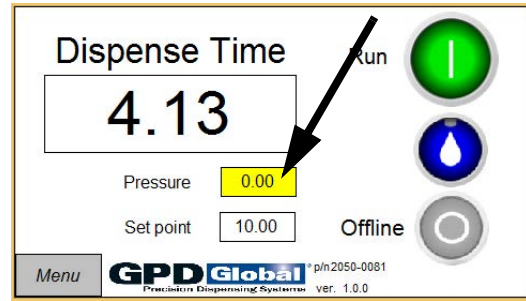 Dispense Time
Run
4.13
Pressure 0.00
Set point 10.00
Offline
Menu
GPD Global ® p/n 2050-0081
Precision Dispensing Systems ver. 1.0.0